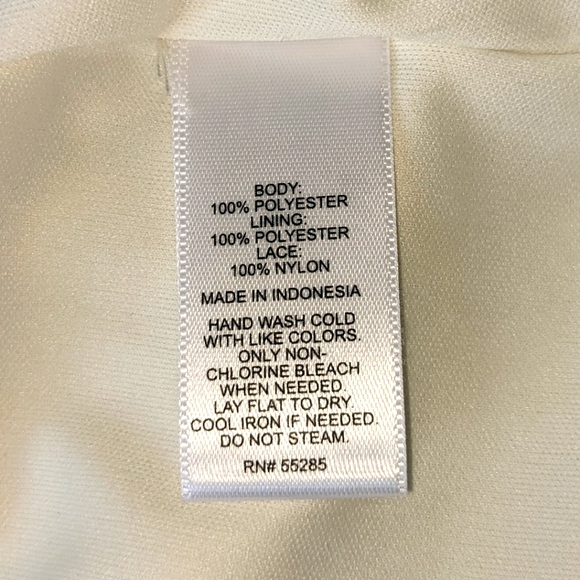 BODY:
100% POLYESTER
LINING:
100% POLYESTER
LACE:
100% NYLON
MADE IN INDONESIA
HAND WASH COLD
WITH LIKE COLORS.
ONLY NON-
CHLORINE BLEACH
WHEN NEEDED.
LAY FLAT TO DRY.
COOL IRON IF NEEDED.
DO NOT STEAM.
RN# 55285